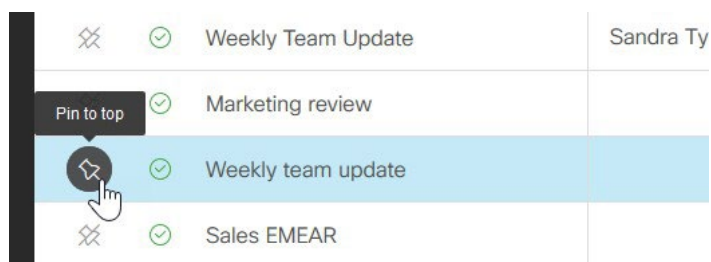 Weekly Team Update Sandra Ty
Marketing review
Pin to top
Weekly team update
Sales EMEAR